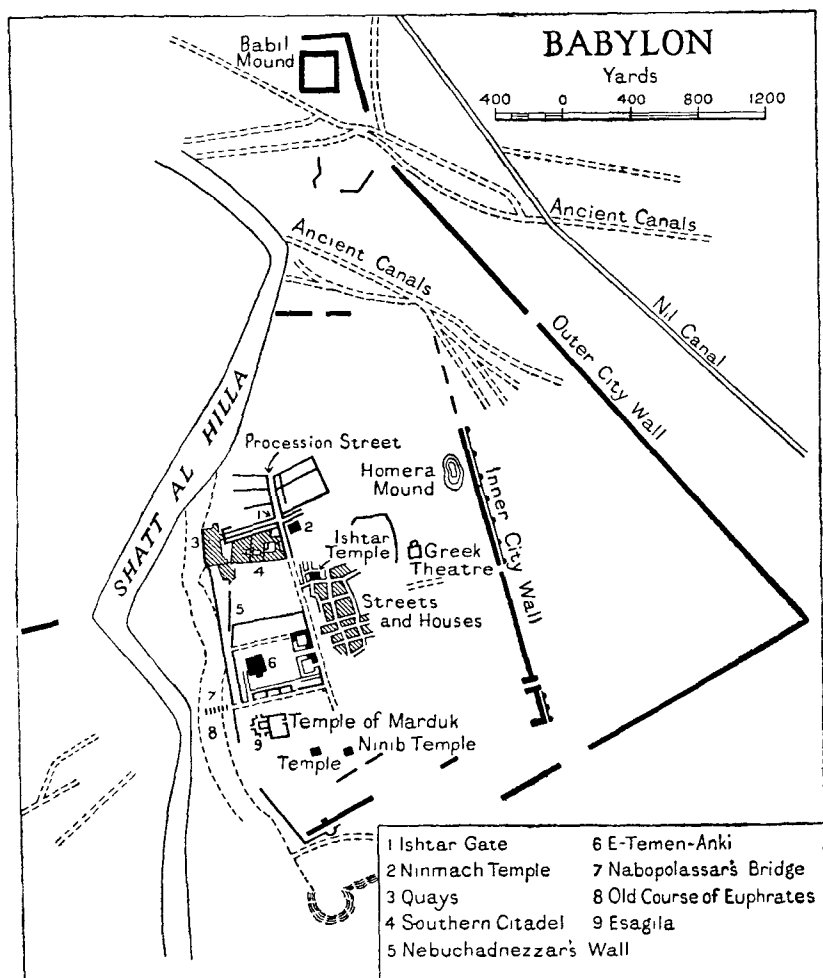 BABYLON
Yards
400 0 400 800 1200
Babil
Mound
Ancient Canals
Ancient Canals
Nil Canal
Outer City Wall
SHATT AL HILLA
Procession Street
Homera
Mound
Inner City Wall
1
2
3
Ishtar
Temple
Greek
Theatre
4
5
Streets
and Houses
6
7
8
9
Temple of Marduk
Ninib Temple
Temple
1 Ishtar Gate
2 Ninmach Temple
3 Quays
4 Southern Citadel
5 Nebuchadnezzar's Wall
6 E-Temen-Anki
7 Nabopolassar's Bridge
8 Old Course of Euphrates
9 Esagila